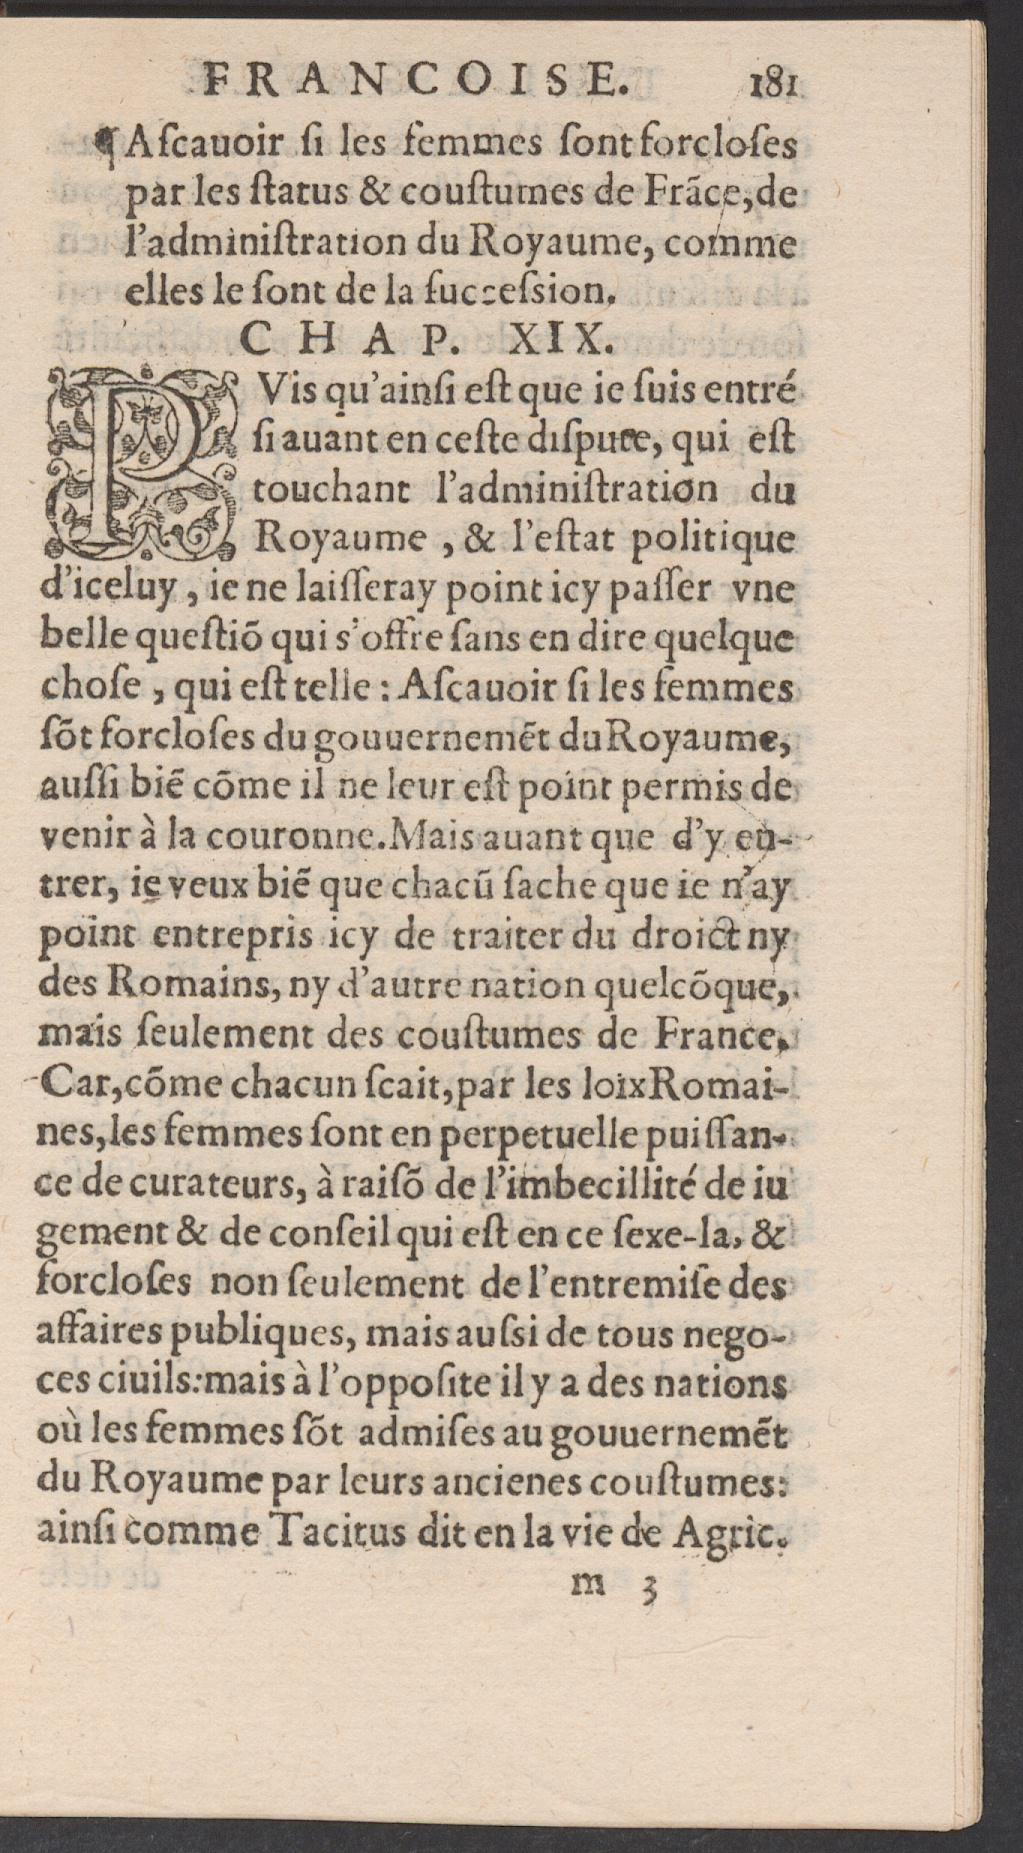 FRANCOISE. 181
¶ Aſcauoir ſi les femmes ſont forcloſes
par les ſtatus & couſtumes de Frãce, de
l'adminiſtration du Royaume, comme
elles le ſont de la ſucceſsion.
CHAP. XIX.
PVis qu'ainſi eſt que ie ſuis entré
ſi auant en ceſte diſpute, qui eſt
touchant l'adminiſtration du
Royaume, & l'eſtat politique
d'iceluy, ie ne laiſſeray point icy paſſer vne
belle queſtiõ qui s'offre ſans en dire quelque
choſe, qui eſt telle: Aſcauoir ſi les femmes
ſõt forcloſes du gouuernemẽt du Royaume,
auſſi biẽ cõme il ne leur eſt point permis de
venir à la couronne. Mais auant que d'y en-
trer, ie veux biẽ que chacũ ſache que ie n'ay
point entrepris icy de traiter du droict ny
des Romains, ny d'autre nation quelcõque,
mais ſeulement des couſtumes de France.
Car, cõme chacun ſcait, par les loix Romai-
nes, les femmes ſont en perpetuelle puiſſan-
ce de curateurs, à raiſõ de l'imbecillité de iu
gement & de conſeil qui eſt en ce ſexe-la, &
forcloſes non ſeulement de l'entremiſe des
affaires publiques, mais auſsi de tous nego-
ces ciuils: mais à l'oppoſite il y a des nations
où les femmes ſõt admiſes au gouuernemẽt
du Royaume par leurs ancienes couſtumes:
ainſi comme Tacitus dit en la vie de Agric.
m 3